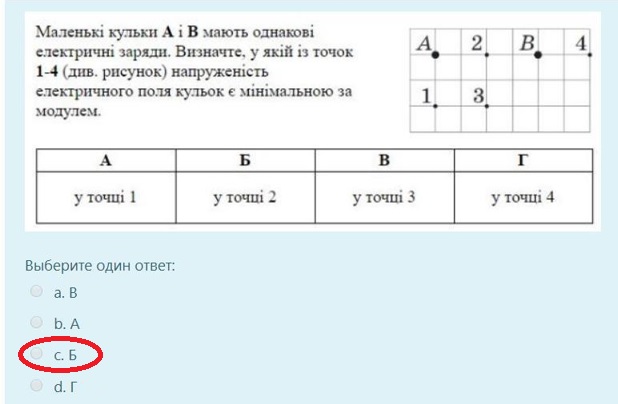 Маленькі кульки А і В мають однакові
електричні заряди. Визначте, у якій із точок
1-4 (див. рисунок) напруженість
електричного поля кульок є мінімальною за
модулем.
A 2 B 4
1 3
А Б В Г
у точці 1 у точці 2 у точці 3 у точці 4
Выберите один ответ:
a. В
b. А
c. Б
d. Г